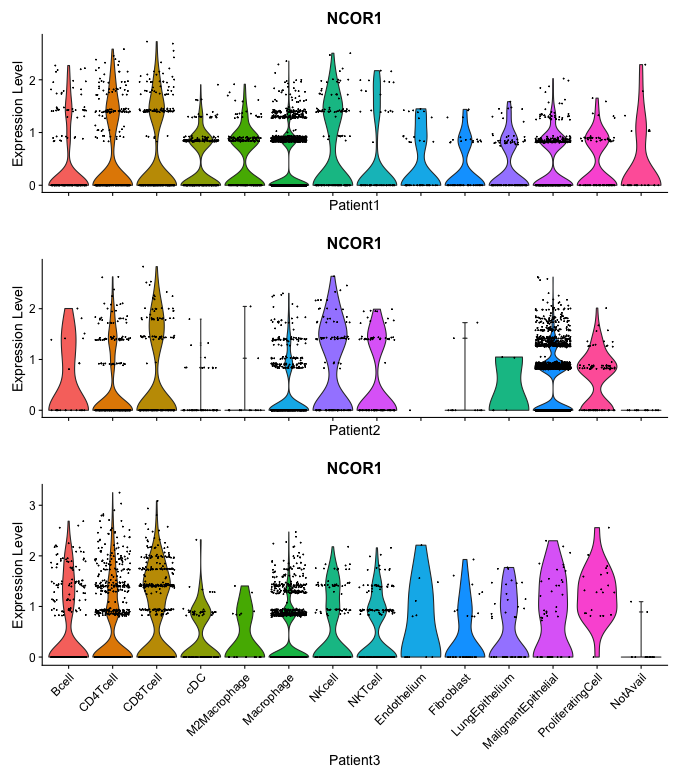 NCOR1
Expression Level
2
1
0
Patient1
NCOR1
Expression Level
2
1
0
Patient2
NCOR1
Expression Level
3
2
1
0
Bcell
CD4Tcell
CD8Tcell
cDC
M2Macrophage
Macrophage
NKcell
NKTcell
Endothelium
Fibroblast
LungEpithelium
MalignantEpithelial
ProliferatingCell
NotAvail
Patient3